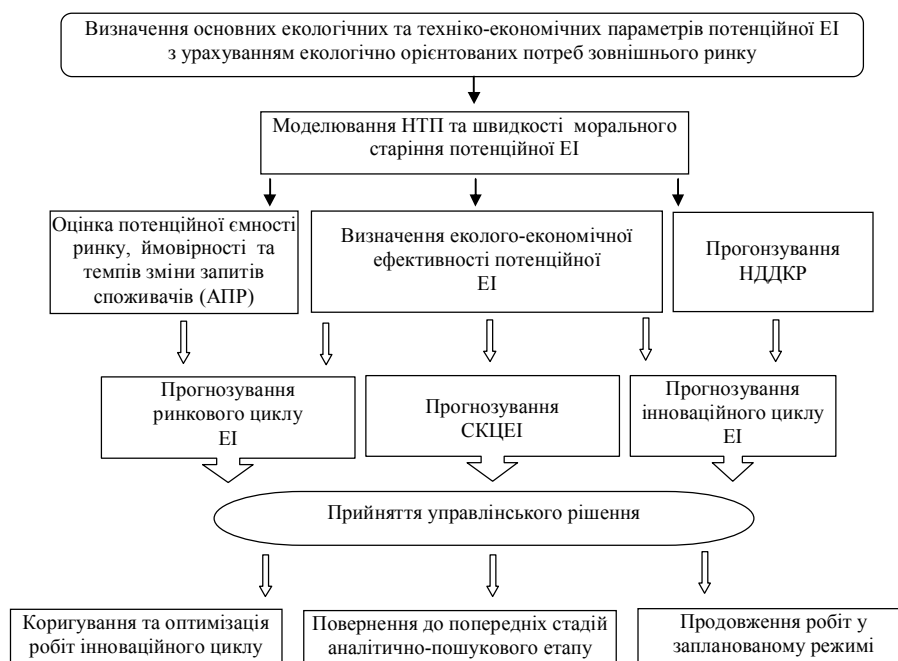 Визначення основних екологічних та техніко-економічних параметрів потенційної ЕІ
з урахуванням екологічно орієнтованих потреб зовнішнього ринку
Моделювання НТП та швидкості морального
старіння потенційної ЕІ
Оцінка потенційної ємності
ринку, ймовірності та
темпів зміни запитів
споживачів (АПР)
Визначення еколого-економічної
ефективності потенційної
ЕІ
Прогонзування
НДДКР
Прогнозування
ринкового циклу
ЕІ
Прогнозування
СКЦЕІ
Прогнозування
інноваційного циклу
ЕІ
Прийняття управлінського рішення
Коригування та оптимізація
робіт інноваційного циклу
Повернення до попередніх стадій
аналітично-пошукового етапу
Продовження робіт у
запланованому режимі